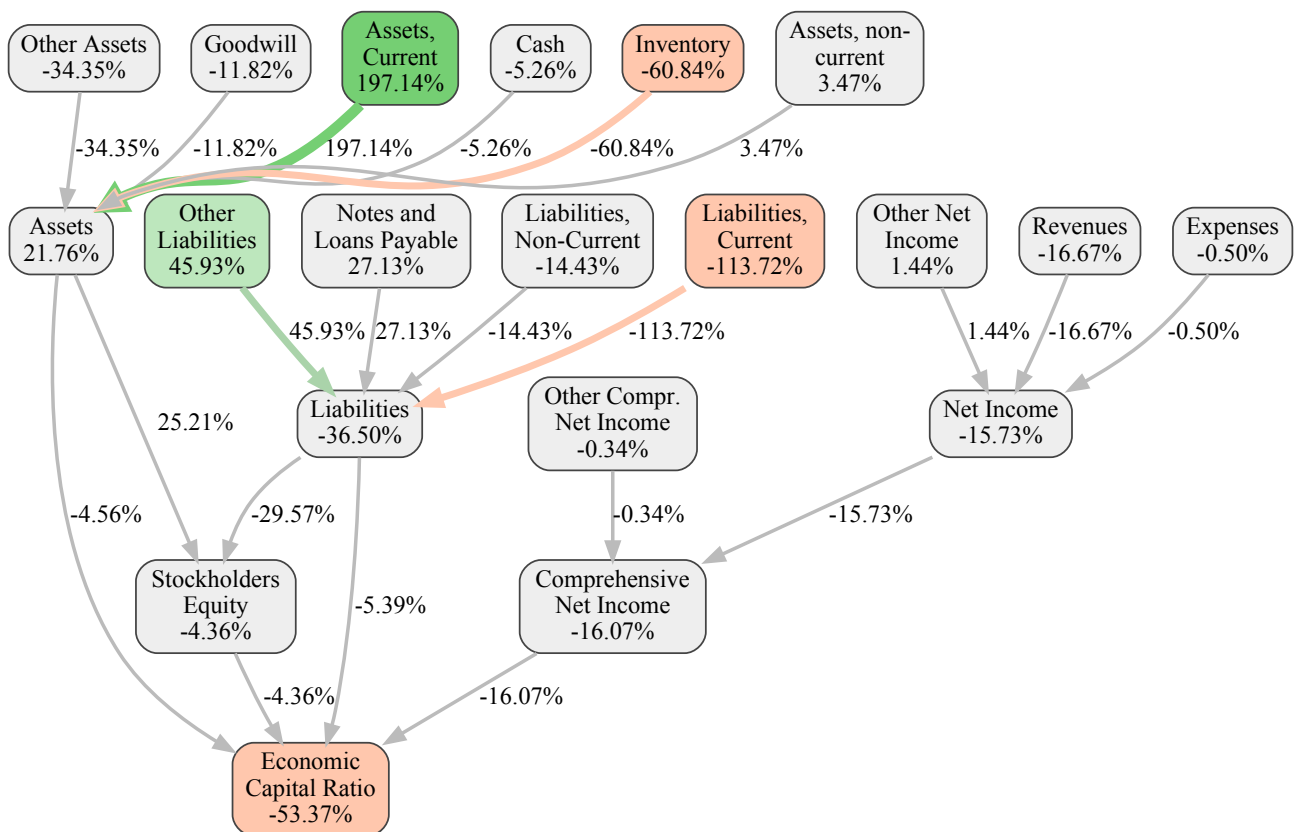 Other Assets
-34.35%
Goodwill
-11.82%
Assets,
Current
197.14%
Cash
-5.26%
Inventory
-60.84%
Assets, non-
current
3.47%
-34.35%
-11.82%
197.14%
-5.26%
-60.84%
3.47%
Assets
21.76%
Other
Liabilities
45.93%
Notes and
Loans Payable
27.13%
Liabilities,
Non-Current
-14.43%
Liabilities,
Current
-113.72%
Other Net
Income
1.44%
Revenues
-16.67%
Expenses
-0.50%
45.93%
27.13%
-14.43%
-113.72%
1.44%
-16.67%
-0.50%
Liabilities
-36.50%
Other Compr.
Net Income
-0.34%
Net Income
-15.73%
25.21%
-4.56%
-29.57%
-0.34%
-15.73%
Stockholders
Equity
-4.36%
-5.39%
Comprehensive
Net Income
-16.07%
-4.36%
-16.07%
Economic
Capital Ratio
-53.37%